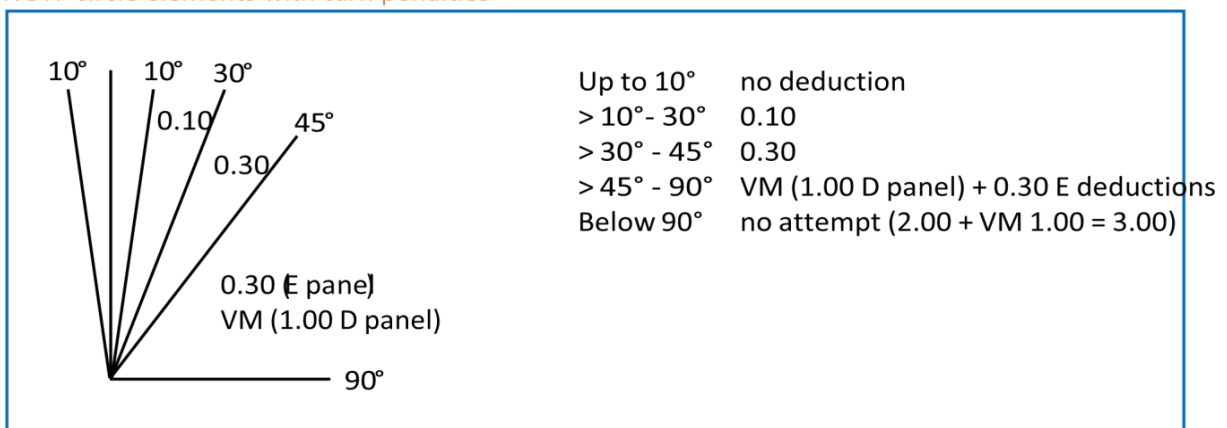 10° 10° 30°
0.10 45°
0.30
0.30 (E panel)
VM (1.00 D panel)
90°
Up to 10° no deduction
> 10°- 30° 0.10
> 30° - 45° 0.30
> 45° - 90° VM (1.00 D panel) + 0.30 E deductions
Below 90° no attempt (2.00 + VM 1.00 = 3.00)